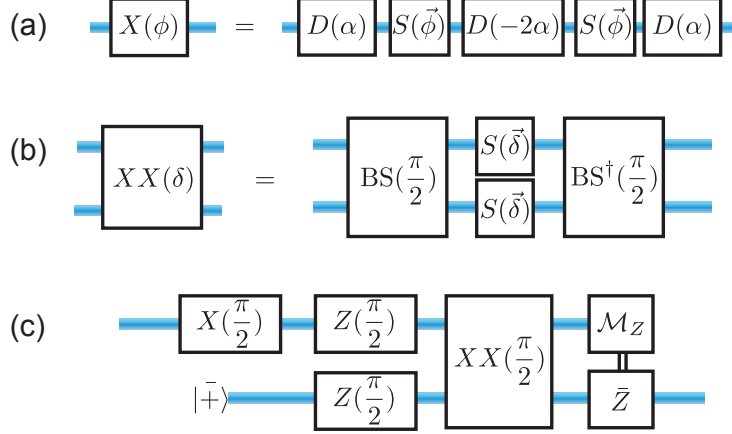 (a) X(ϕ) = D(α) S(ϕ⃗) D(−2α) S(ϕ⃗) D(α)
(b) XX(δ) = BS(π/2) S(δ⃗) S(δ⃗) BS†(π/2)
(c) X(π/2) Z(π/2) XX(π/2) ℳ_Z
|+̄⟩ Z(π/2) Z̄